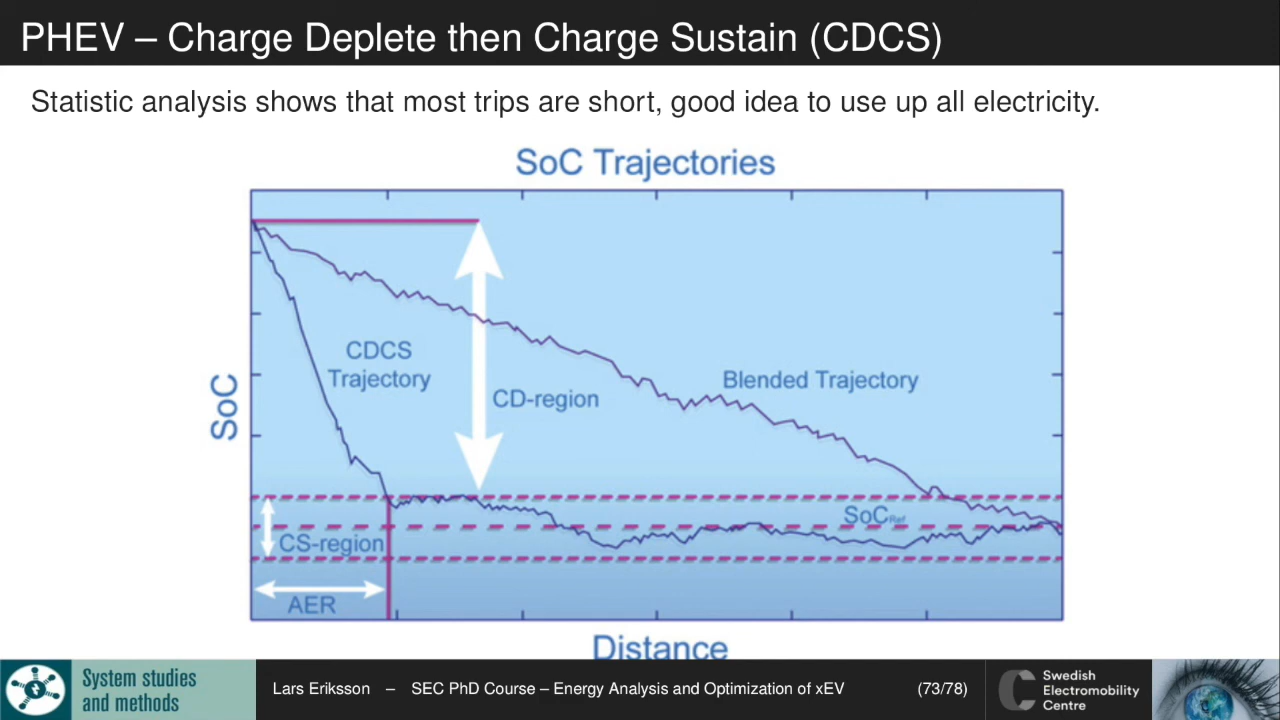 PHEV – Charge Deplete then Charge Sustain (CDCS)
Statistic analysis shows that most trips are short, good idea to use up all electricity.
SoC Trajectories
CDCS
Trajectory
CD-region
Blended Trajectory
SoC
SoCRef
CS-region
AER
Distance
System studies
and methods
Lars Eriksson – SEC PhD Course – Energy Analysis and Optimization of xEV
(73/78)
Swedish
Electromobility
Centre